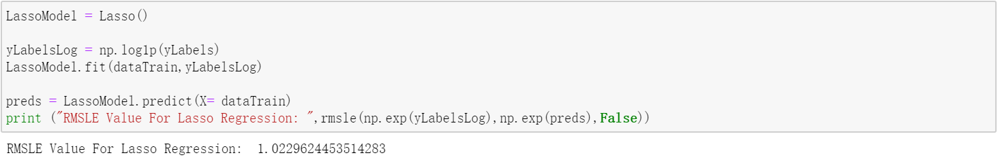 LassoModel = Lasso()
yLabelsLog = np.log1p(yLabels)
LassoModel.fit(dataTrain,yLabelsLog)
preds = LassoModel.predict(X= dataTrain)
print ("RMSLE Value For Lasso Regression: ",rmsle(np.exp(yLabelsLog),np.exp(preds),False))
RMSLE Value For Lasso Regression:  1.0229624453514283